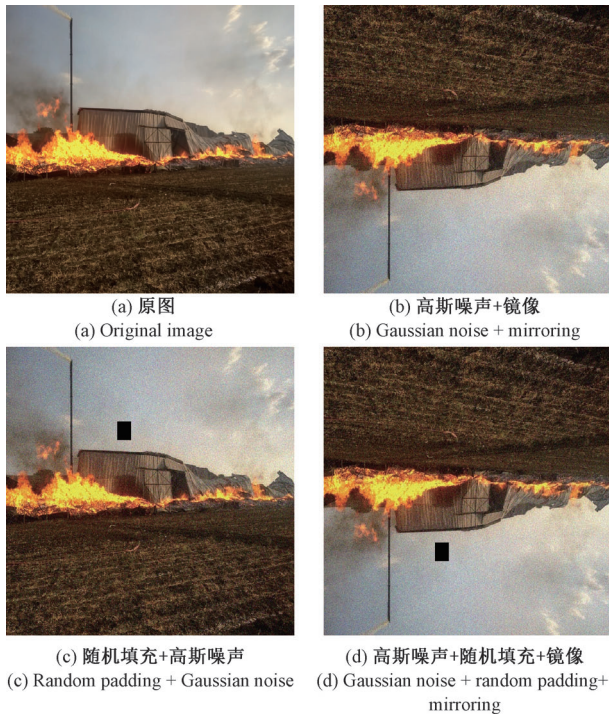 (a) 原图
(a) Original image
(b) 高斯噪声+镜像
(b) Gaussian noise + mirroring
(c) 随机填充+高斯噪声
(c) Random padding + Gaussian noise
(d) 高斯噪声+随机填充+镜像
(d) Gaussian noise + random padding+
mirroring